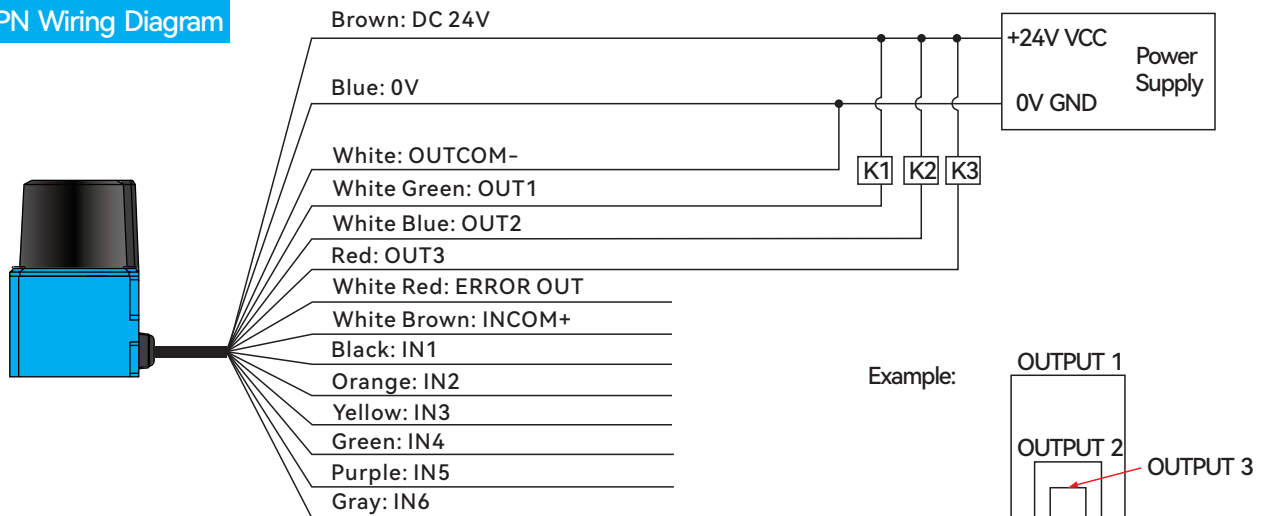 PN Wiring Diagram
Brown: DC 24V
Blue: 0V
White: OUTCOM-
White Green: OUT1
White Blue: OUT2
Red: OUT3
White Red: ERROR OUT
White Brown: INCOM+
Black: IN1
Orange: IN2
Yellow: IN3
Green: IN4
Purple: IN5
Gray: IN6
K1
K2
K3
+24V VCC
0V GND
Power
Supply
Example:
OUTPUT 1
OUTPUT 2
OUTPUT 3